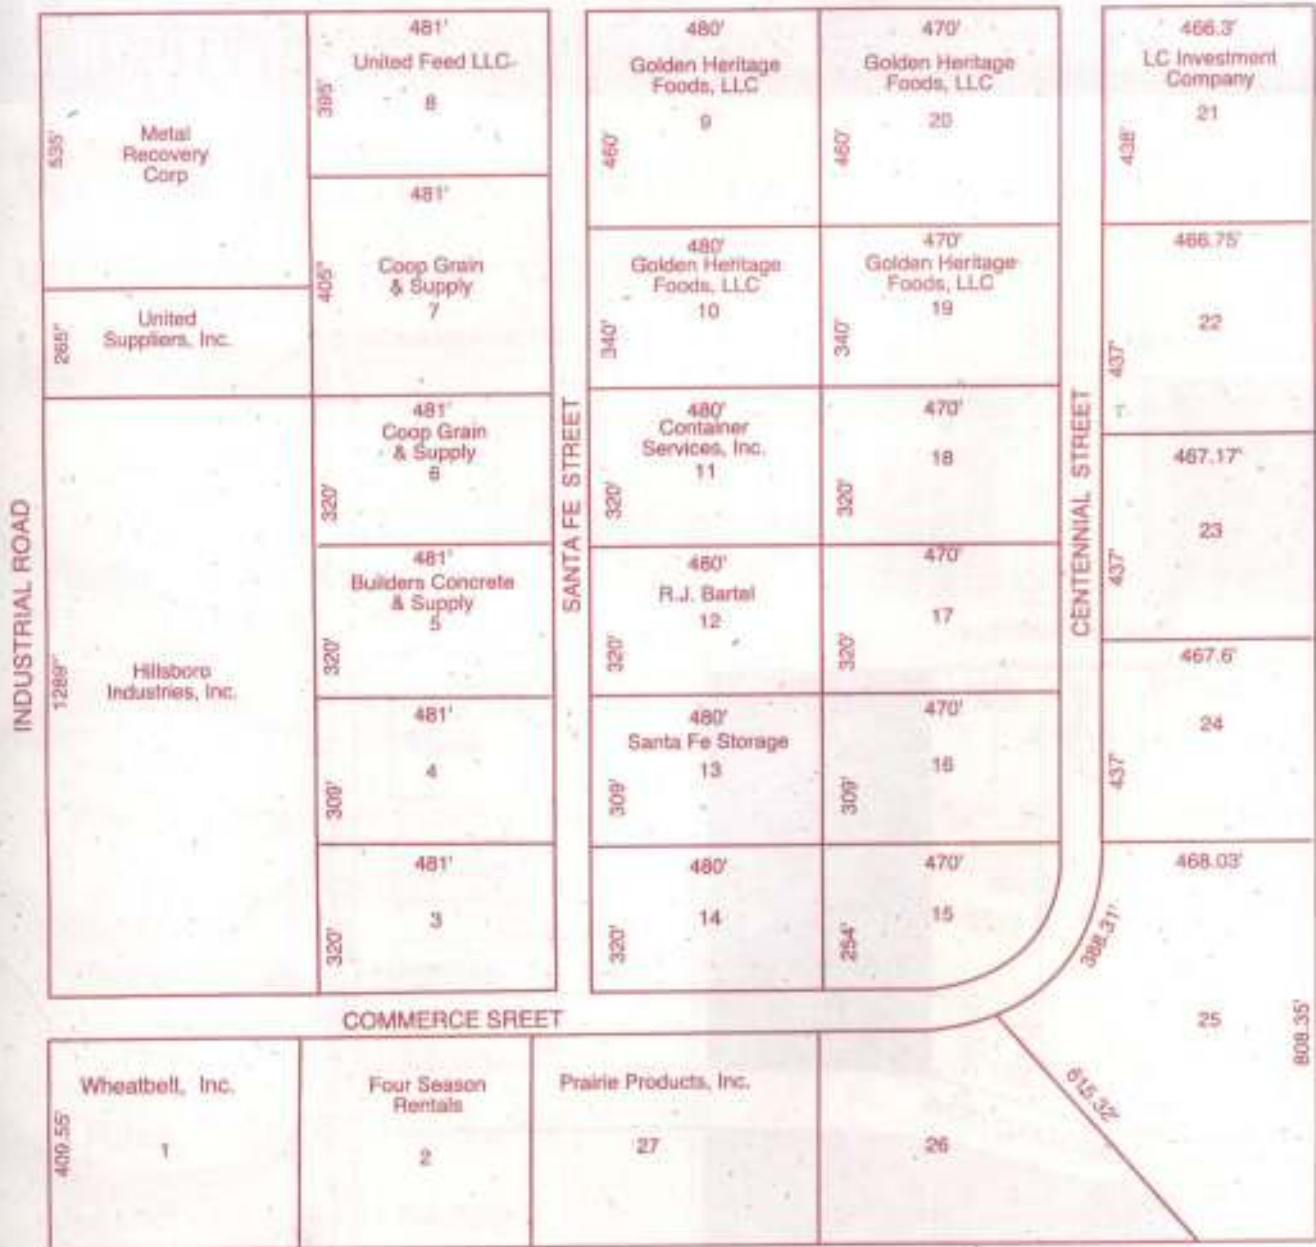 INDUSTRIAL ROAD
535'
Metal
Recovery
Corp
265"
United
Suppliers, Inc.
1289"
Hillsboro
Industries, Inc.
481'
United Feed LLC
395'
8
481'
405"
Coop Grain
& Supply
7
481'
Coop Grain
& Supply
6
320'
481'
Builders Concrete
& Supply
5
320'
481'
4
309'
481'
3
320'
SANTA FE STREET
480'
Golden Heritage
Foods, LLC
9
460'
480'
Golden Heritage
Foods, LLC
10
340'
480'
Container
Services, Inc.
11
320'
480'
R.J. Bartel
12
320'
480'
Santa Fe Storage
13
309'
480'
14
320'
470'
Golden Heritage
Foods, LLC
20
460'
470'
Golden Heritage
Foods, LLC
19
340'
470'
18
320'
470'
17
320'
470'
16
309'
470'
15
254'
CENTENNIAL STREET
466.3'
LC Investment
Company
21
438'
466.75'
22
437'
467.17'
23
437'
467.6'
24
437'
468.03'
388.31'
25
808.35'
615.32'
COMMERCE SREET
409.55'
Wheatbelt, Inc.
1
Four Season
Rentals
2
Prairie Products, Inc.
27
26